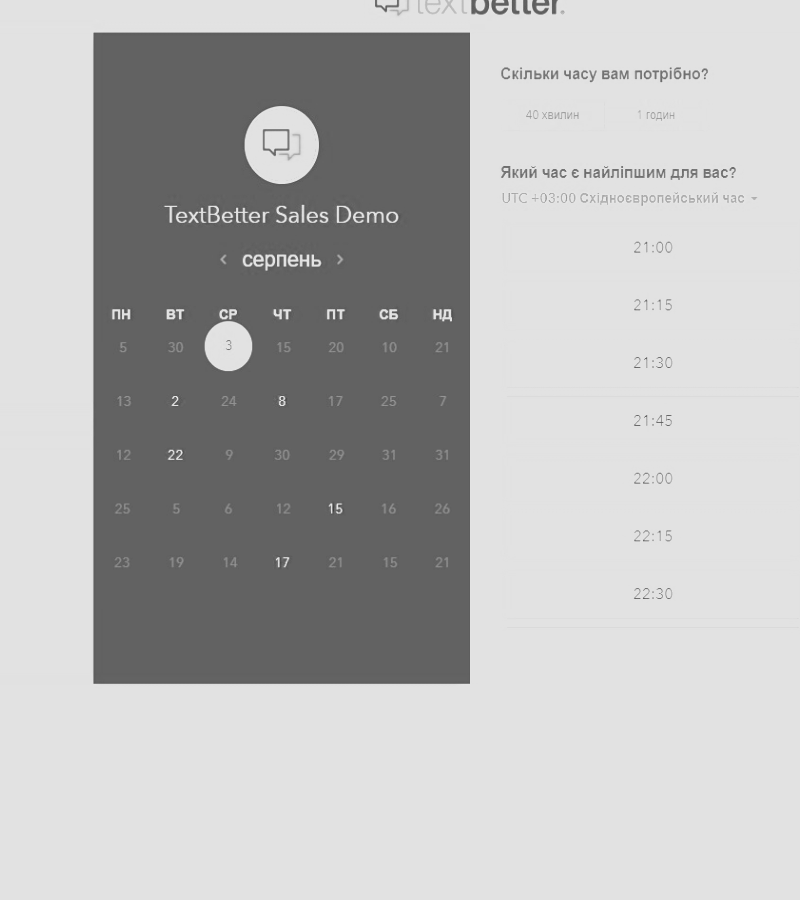 textbetter.
TextBetter Sales Demo
‹ серпень ›
ПН ВТ СР ЧТ ПТ СБ НД
5 30 3 15 20 10 21
13 2 24 8 17 25 7
12 22 9 30 29 31 31
25 5 6 12 15 16 26
23 19 14 17 21 15 21
Скільки часу вам потрібно?
40 хвилин 1 годин
Який час є найліпшим для вас?
UTC +03:00 Східноєвропейський час
21:00
21:15
21:30
21:45
22:00
22:15
22:30